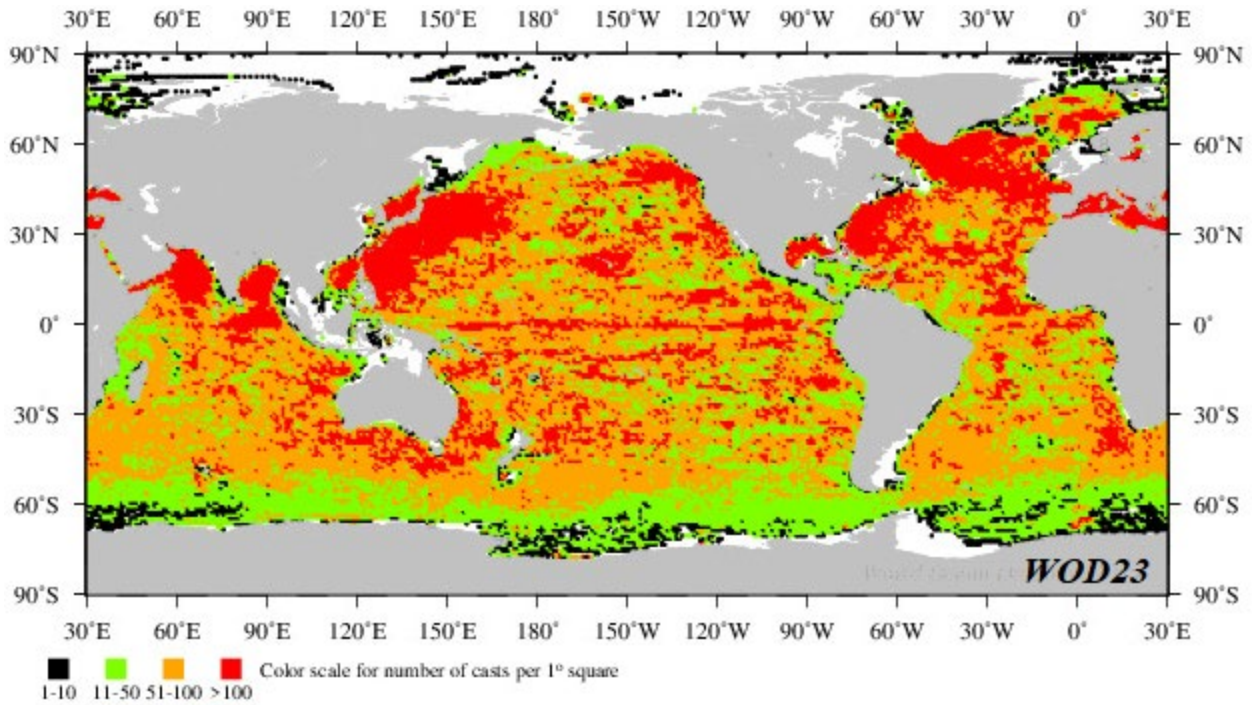 30˚E 60˚E 90˚E 120˚E 150˚E 180˚ 150˚W 120˚W 90˚W 60˚W 30˚W 0˚ 30˚E
90˚N 90˚N
60˚N 60˚N
30˚N 30˚N
0˚ 0˚
30˚S 30˚S
60˚S 60˚S
WOD23
90˚S 90˚S
30˚E 60˚E 90˚E 120˚E 150˚E 180˚ 150˚W 120˚W 90˚W 60˚W 30˚W 0˚ 30˚E
Color scale for number of casts per 1º square
1-10 11-50 51-100 >100